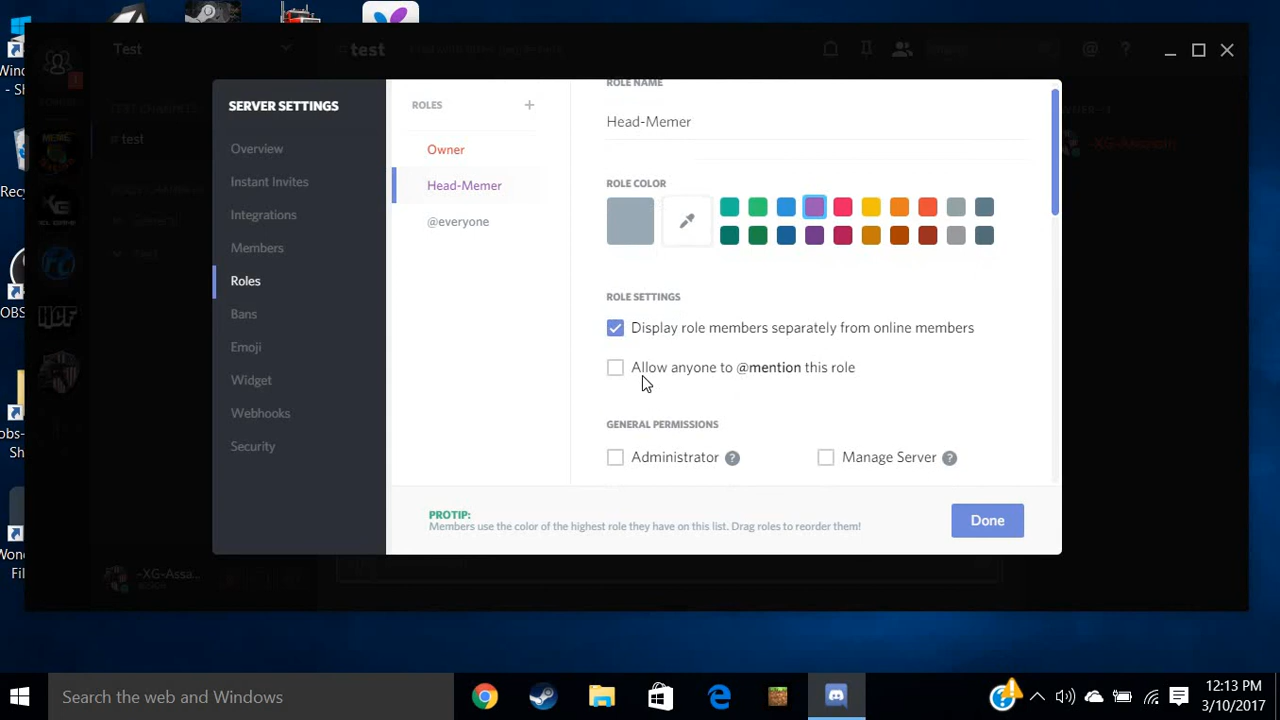 Test
test
SERVER SETTINGS
Overview
Instant Invites
Integrations
Members
Roles
Bans
Emoji
Widget
Webhooks
Security
ROLES
+
Owner
Head-Memer
@everyone
ROLE NAME
Head-Memer
ROLE COLOR
ROLE SETTINGS
Display role members separately from online members
Allow anyone to @mention this role
GENERAL PERMISSIONS
Administrator ?
Manage Server ?
PROTIP:
Members use the color of the highest role they have on this list. Drag roles to reorder them!
Done
# test
-XG-Assa...
HCF
Search the web and Windows
12:13 PM
3/10/2017